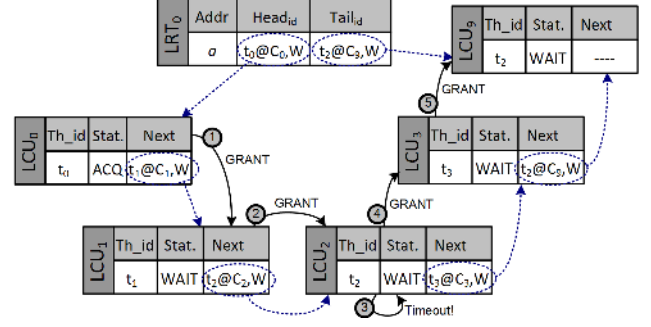 LRT₀ Addr Head_id Tail_id
a t₀@C₀,W t₂@C₉,W
LCU₉ Th_id Stat. Next
t₂ WAIT ----
LCU₀ Th_id Stat. Next
t₀ ACQ t₁@C₁,W
1
GRANT
5
GRANT
LCU₃ Th_id Stat. Next
t₃ WAIT t₂@C₉,W
2
GRANT
4
GRANT
LCU₁ Th_id Stat. Next
t₁ WAIT t₂@C₂,W
LCU₂ Th_id Stat. Next
t₂ WAIT t₃@C₃,W
3
Timeout!